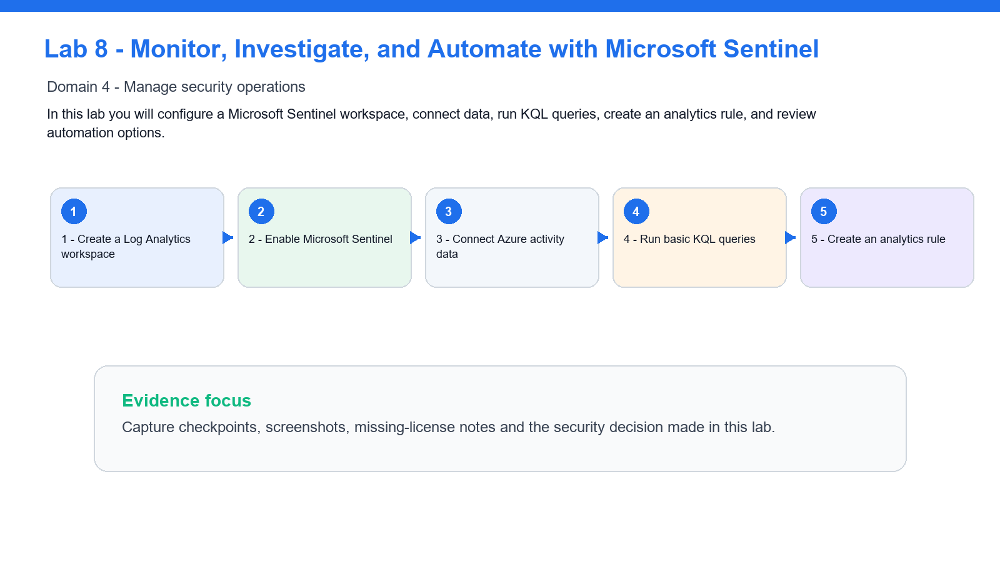 Lab 8 - Monitor, Investigate, and Automate with Microsoft Sentinel
Domain 4 - Manage security operations
In this lab you will configure a Microsoft Sentinel workspace, connect data, run KQL queries, create an analytics rule, and review
automation options.
1
1 - Create a Log Analytics
workspace
2
2 - Enable Microsoft Sentinel
3
3 - Connect Azure activity
data
4
4 - Run basic KQL queries
5
5 - Create an analytics rule
Evidence focus
Capture checkpoints, screenshots, missing-license notes and the security decision made in this lab.